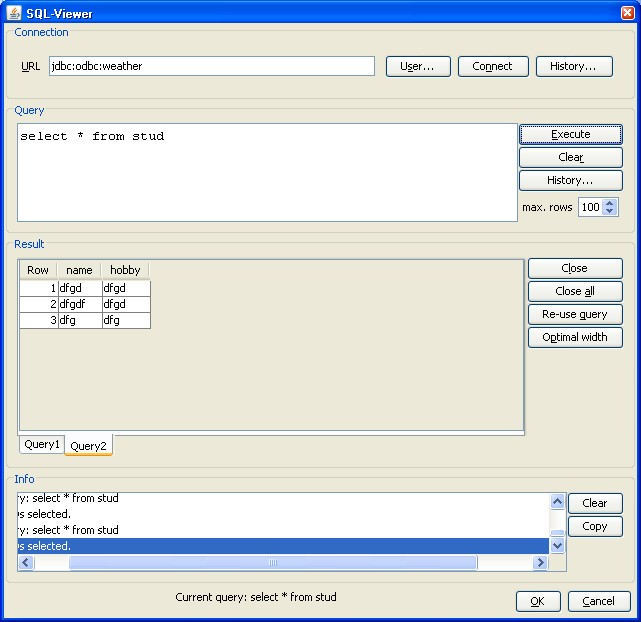 SQL-Viewer
Connection
URL jdbc:odbc:weather User... Connect History...
Query
select * from stud
Execute
Clear
History...
max. rows 100
Result
Row name hobby
1 dfgd dfgd
2 dfgdf dfgd
3 dfg dfg
Close
Close all
Re-use query
Optimal width
Query1 Query2
Info
ry: select * from stud
selected.
ry: select * from stud
selected.
Clear
Copy
Current query: select * from stud
OK Cancel